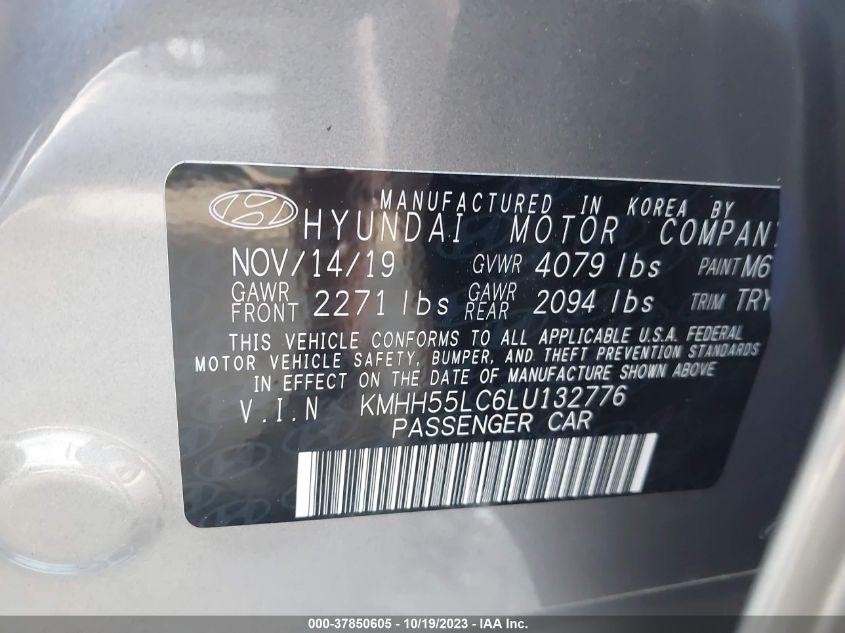 MANUFACTURED IN KOREA BY
HYUNDAI MOTOR COMPAN
NOV/14/19 GVWR 4079 lbs PAINT M6
GAWR FRONT 2271 lbs GAWR REAR 2094 lbs TRIM TRY
THIS VEHICLE CONFORMS TO ALL APPLICABLE U.S.A. FEDERAL
MOTOR VEHICLE SAFETY, BUMPER, AND THEFT PREVENTION STANDARDS
IN EFFECT ON THE DATE OF MANUFACTURE SHOWN ABOVE
V.I.N KMHH55LC6LU132776
PASSENGER CAR
000-37850605 - 10/19/2023 - IAA Inc.